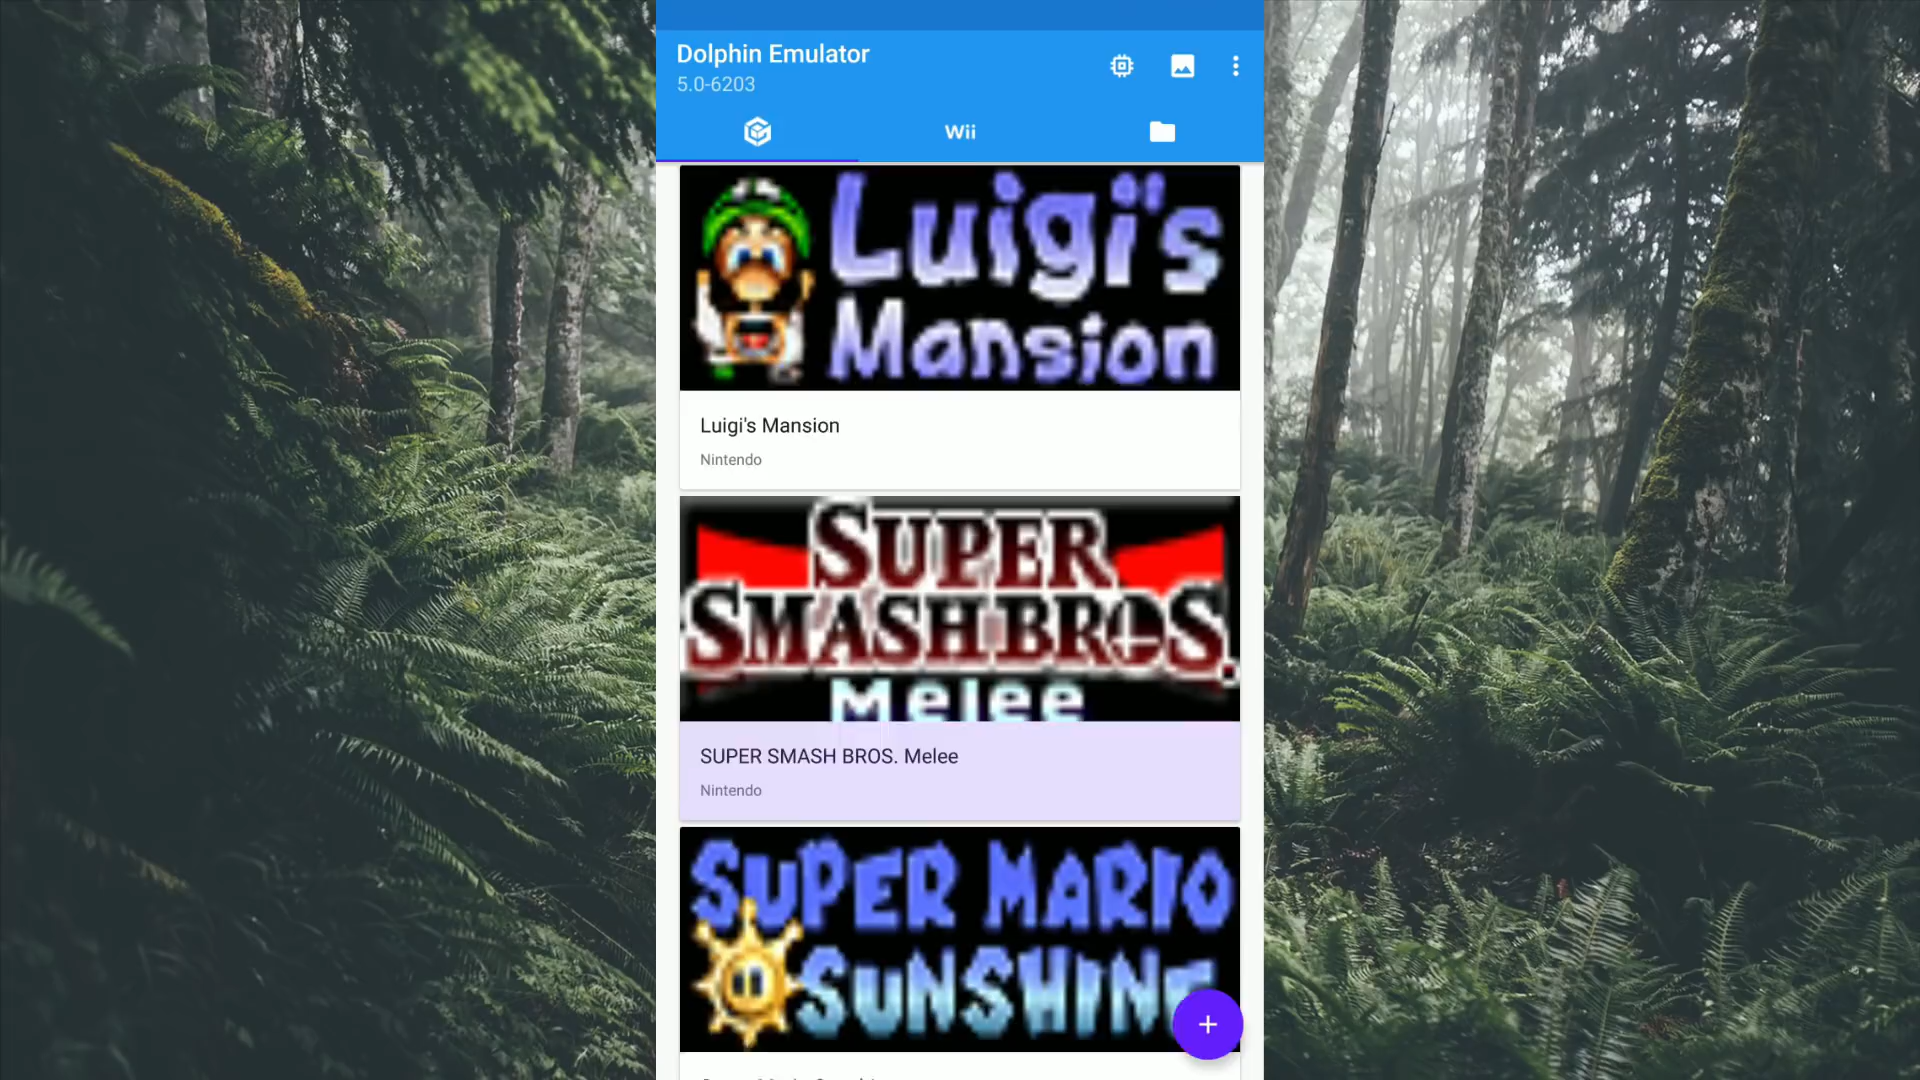 Dolphin Emulator
5.0-6203
Wii
Luigi's
Mansion
Luigi's Mansion
Nintendo
SUPER
SMASH BROS.
Melee
SUPER SMASH BROS. Melee
Nintendo
SUPER MARIO
SUNSHINE